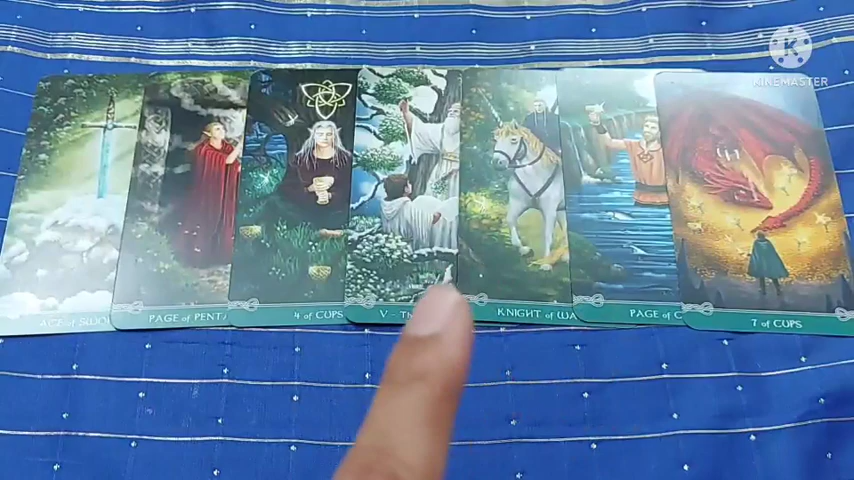 KINEMASTER
PAGE of PENTA
4 of CUPS
V - T
KNIGHT of WA
PAGE of C
7 of CUPS